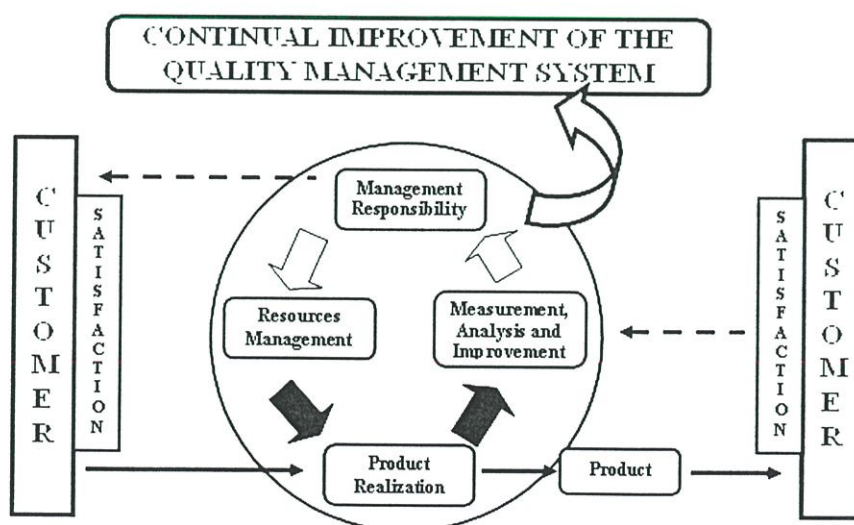 CONTINUAL IMPROVEMENT OF THE
QUALITY MANAGEMENT SYSTEM
CUSTOMER
SATISFACTION
Management
Responsibility
Resources
Management
Measurement,
Analysis and
Improvement
Product
Realization
Product
SATISFACTION
CUSTOMER